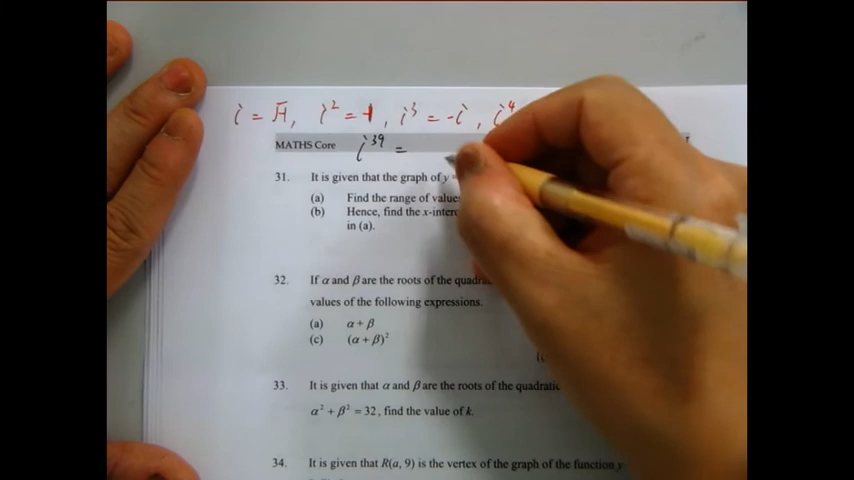 i = √-1, i² = -1, i³ = -i, i⁴
MATHS Core i³⁹ =
31. It is given that the graph of y
(a) Find the range of values
(b) Hence, find the x-interc
in (a).
32. If α and β are the roots of the quadra
values of the following expressions.
(a) α + β
(c) (α + β)²
33. It is given that α and β are the roots of the quadratic
α² + β² = 32, find the value of k.
34. It is given that R(a, 9) is the vertex of the graph of the function y